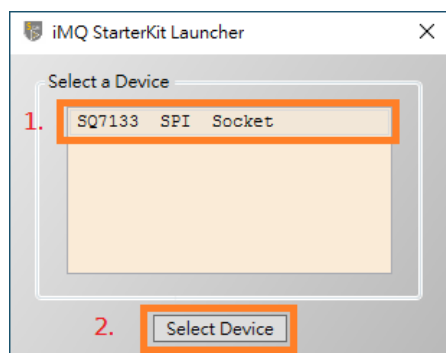 iMQ StarterKit Launcher
Select a Device
1.
SQ7133 SPI Socket
2.
Select Device